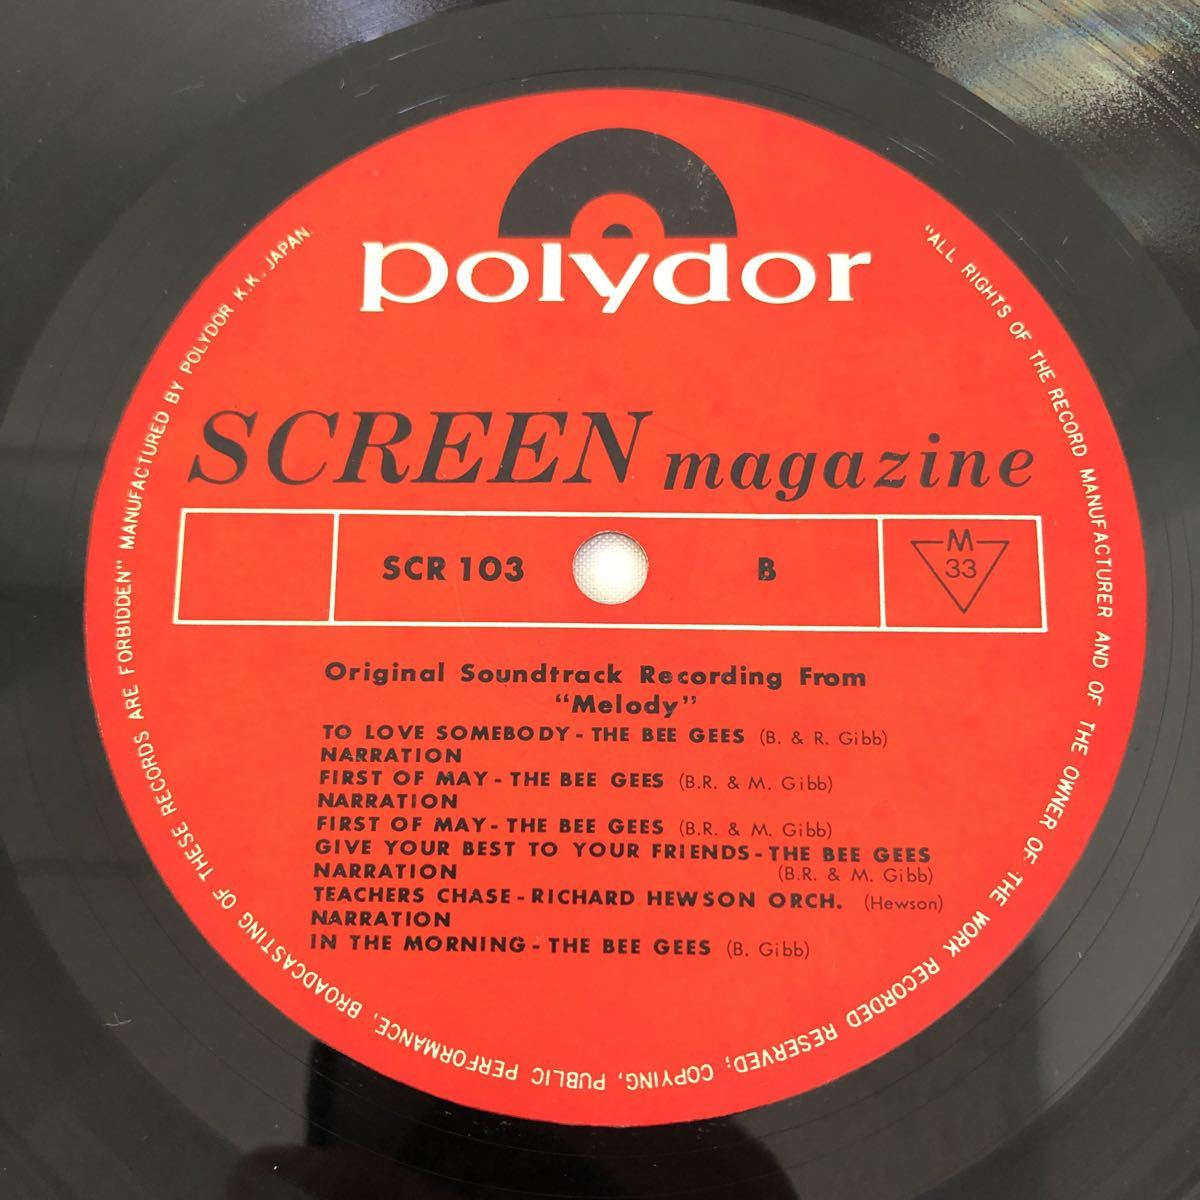 polydor
SCREEN magazine
SCR 103
B
M
33
Original Soundtrack Recording From
"Melody"
TO LOVE SOMEBODY - THE BEE GEES (B. & R. Gibb)
NARRATION
FIRST OF MAY - THE BEE GEES (B.R. & M. Gibb)
NARRATION
FIRST OF MAY - THE BEE GEES (B.R. & M. Gibb)
GIVE YOUR BEST TO YOUR FRIENDS - THE BEE GEES
NARRATION (B.R. & M. Gibb)
TEACHERS CHASE - RICHARD HEWSON ORCH. (Hewson)
NARRATION
IN THE MORNING - THE BEE GEES (B. Gibb)
"ALL RIGHTS OF THE RECORD MANUFACTURER AND OF THE OWNER OF THE WORK RECORDED RESERVED; COPYING, PUBLIC PERFORMANCE, BROADCASTING OF THESE RECORDS ARE FORBIDDEN" MANUFACTURED BY POLYDOR K.K., JAPAN